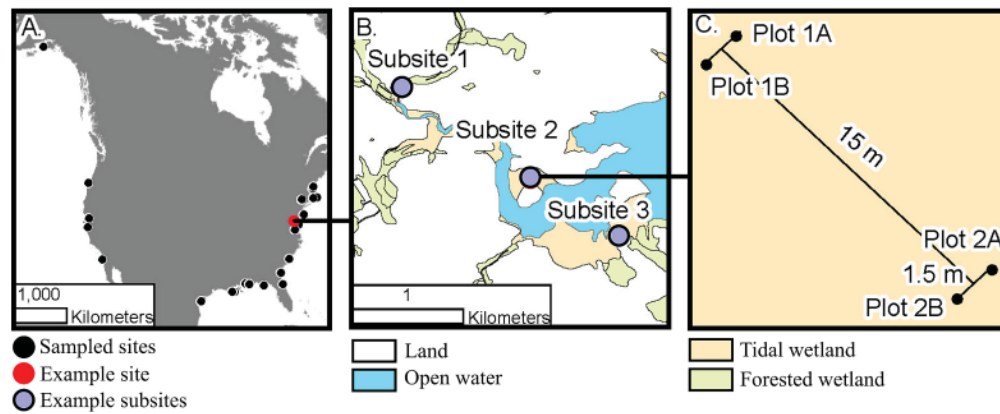 A.
1,000
Kilometers
B.
Subsite 1
Subsite 2
Subsite 3
1
Kilometers
C.
Plot 1A
Plot 1B
15 m
Plot 2A
1.5 m
Plot 2B
Sampled sites
Example site
Example subsites
Land
Open water
Tidal wetland
Forested wetland